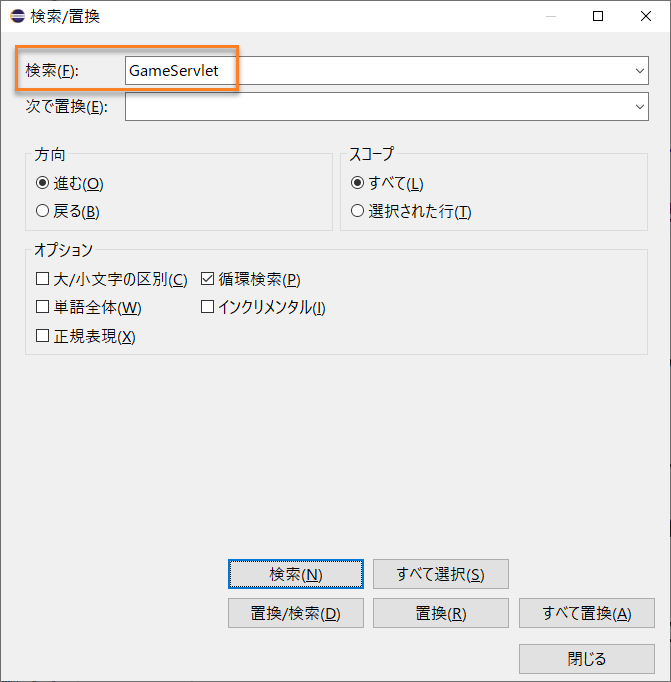 検索/置換
検索(F): GameServlet
次で置換(E):
方向
進む(O)
戻る(B)
スコープ
すべて(L)
選択された行(T)
オプション
大/小文字の区別(C) 循環検索(P)
単語全体(W) インクリメンタル(I)
正規表現(X)
検索(N) すべて選択(S)
置換/検索(D) 置換(R) すべて置換(A)
閉じる